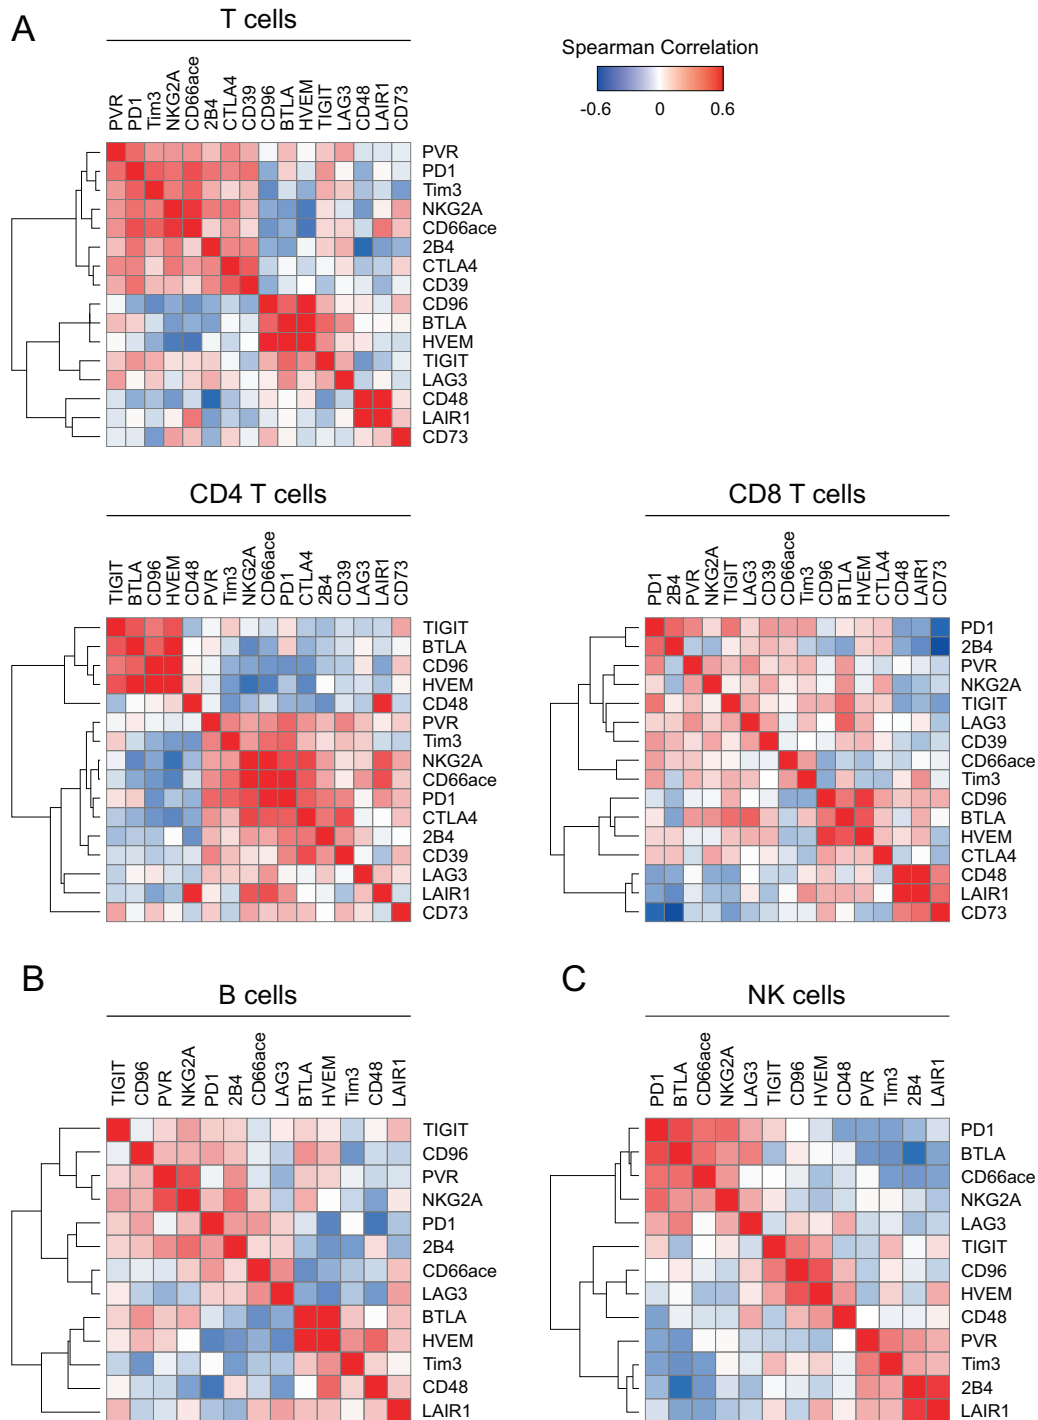 A
T cells
Spearman Correlation
-0.6 0 0.6
PVR PD1 Tim3 NKG2A CD66ace 2B4 CTLA4 CD39 CD96 BTLA HVEM TIGIT LAG3 CD48 LAIR1 CD73
PVR
PD1
Tim3
NKG2A
CD66ace
2B4
CTLA4
CD39
CD96
BTLA
HVEM
TIGIT
LAG3
CD48
LAIR1
CD73
CD4 T cells
TIGIT BTLA CD96 HVEM CD48 PVR Tim3 NKG2A CD66ace PD1 CTLA4 2B4 CD39 LAG3 LAIR1 CD73
TIGIT
BTLA
CD96
HVEM
CD48
PVR
Tim3
NKG2A
CD66ace
PD1
CTLA4
2B4
CD39
LAG3
LAIR1
CD73
CD8 T cells
PD1 2B4 PVR NKG2A TIGIT LAG3 CD39 CD66ace Tim3 CD96 BTLA HVEM CTLA4 CD48 LAIR1 CD73
PD1
2B4
PVR
NKG2A
TIGIT
LAG3
CD39
CD66ace
Tim3
CD96
BTLA
HVEM
CTLA4
CD48
LAIR1
CD73
B
B cells
TIGIT CD96 PVR NKG2A PD1 2B4 CD66ace LAG3 BTLA HVEM Tim3 CD48 LAIR1
TIGIT
CD96
PVR
NKG2A
PD1
2B4
CD66ace
LAG3
BTLA
HVEM
Tim3
CD48
LAIR1
C
NK cells
PD1 BTLA CD66ace NKG2A LAG3 TIGIT CD96 HVEM CD48 PVR Tim3 2B4 LAIR1
PD1
BTLA
CD66ace
NKG2A
LAG3
TIGIT
CD96
HVEM
CD48
PVR
Tim3
2B4
LAIR1